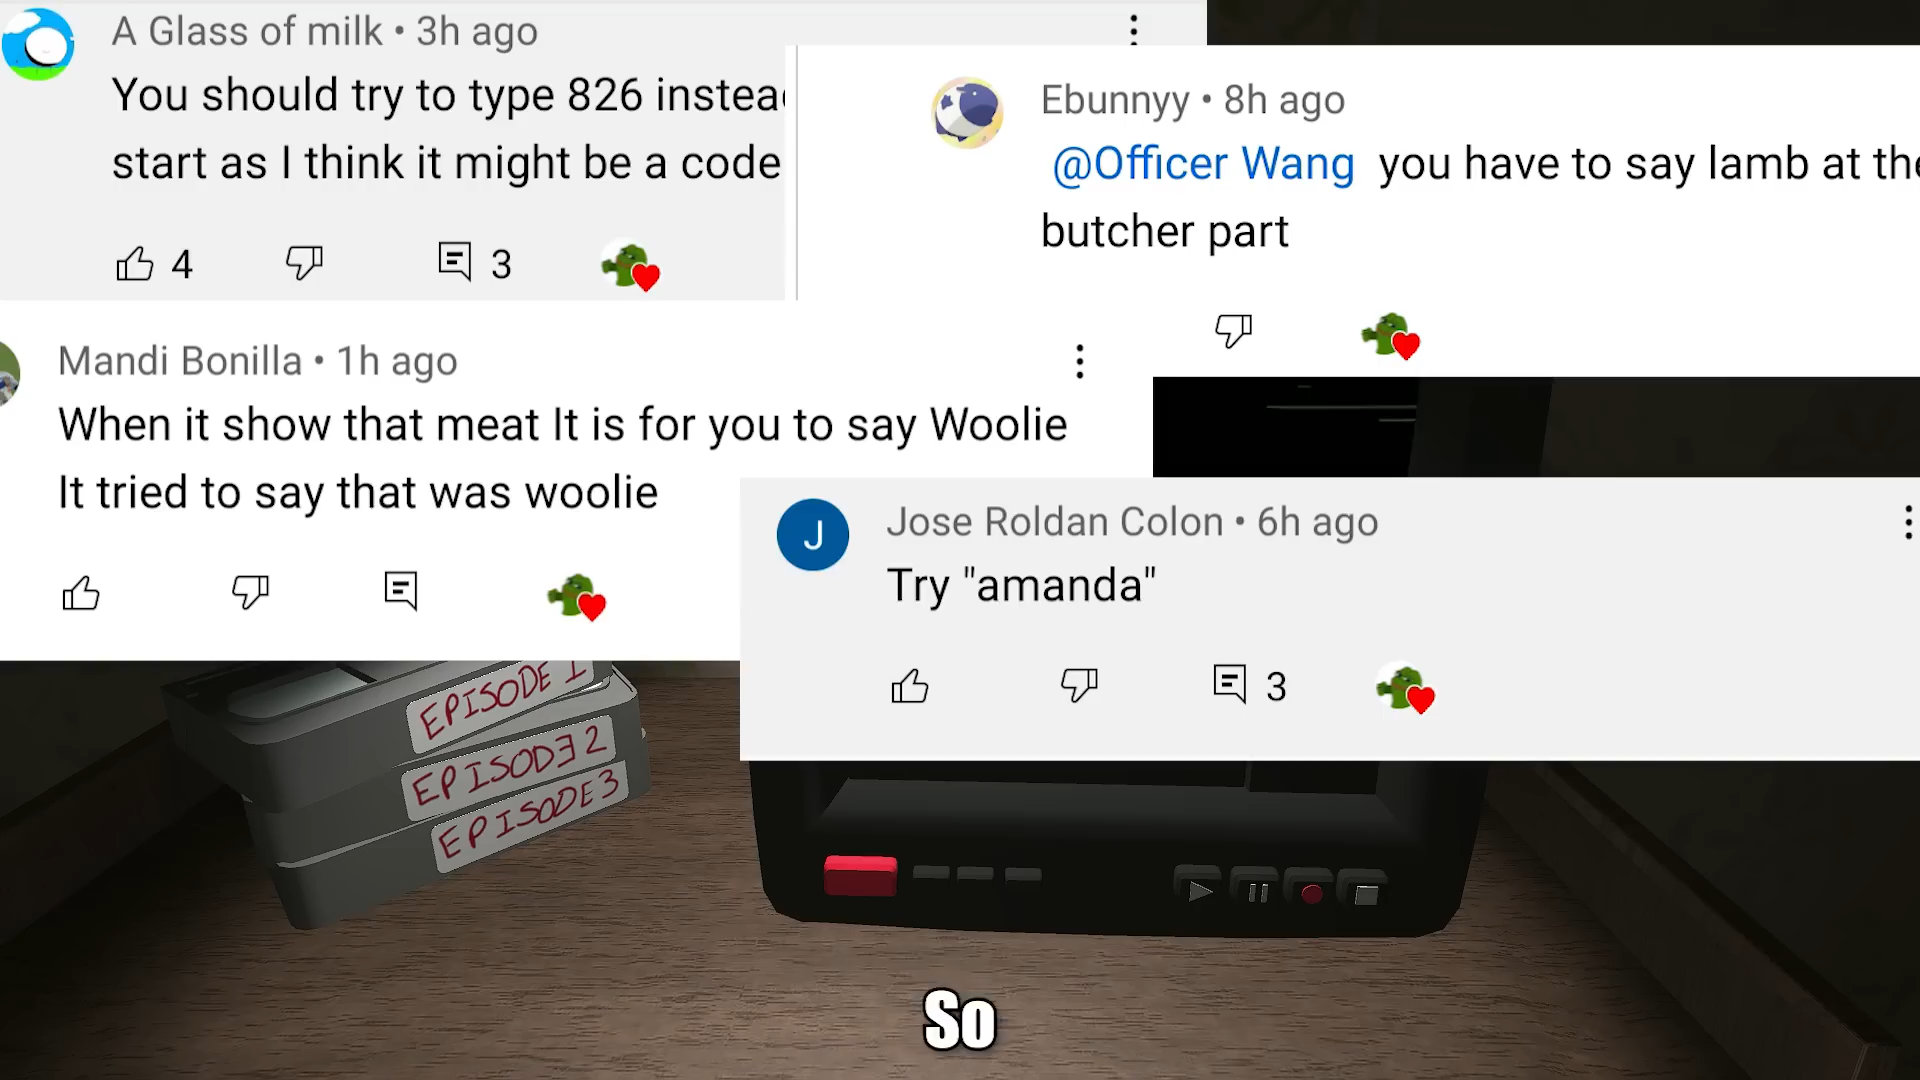 A Glass of milk • 3h ago
You should try to type 826 instead
start as I think it might be a code
4
3
Ebunnyy • 8h ago
@Officer Wang you have to say lamb at the
butcher part
Mandi Bonilla • 1h ago
When it show that meat It is for you to say Woolie
It tried to say that was woolie
J
Jose Roldan Colon • 6h ago
Try "amanda"
3
EPISODE 1
EPISODE 2
EPISODE 3
So